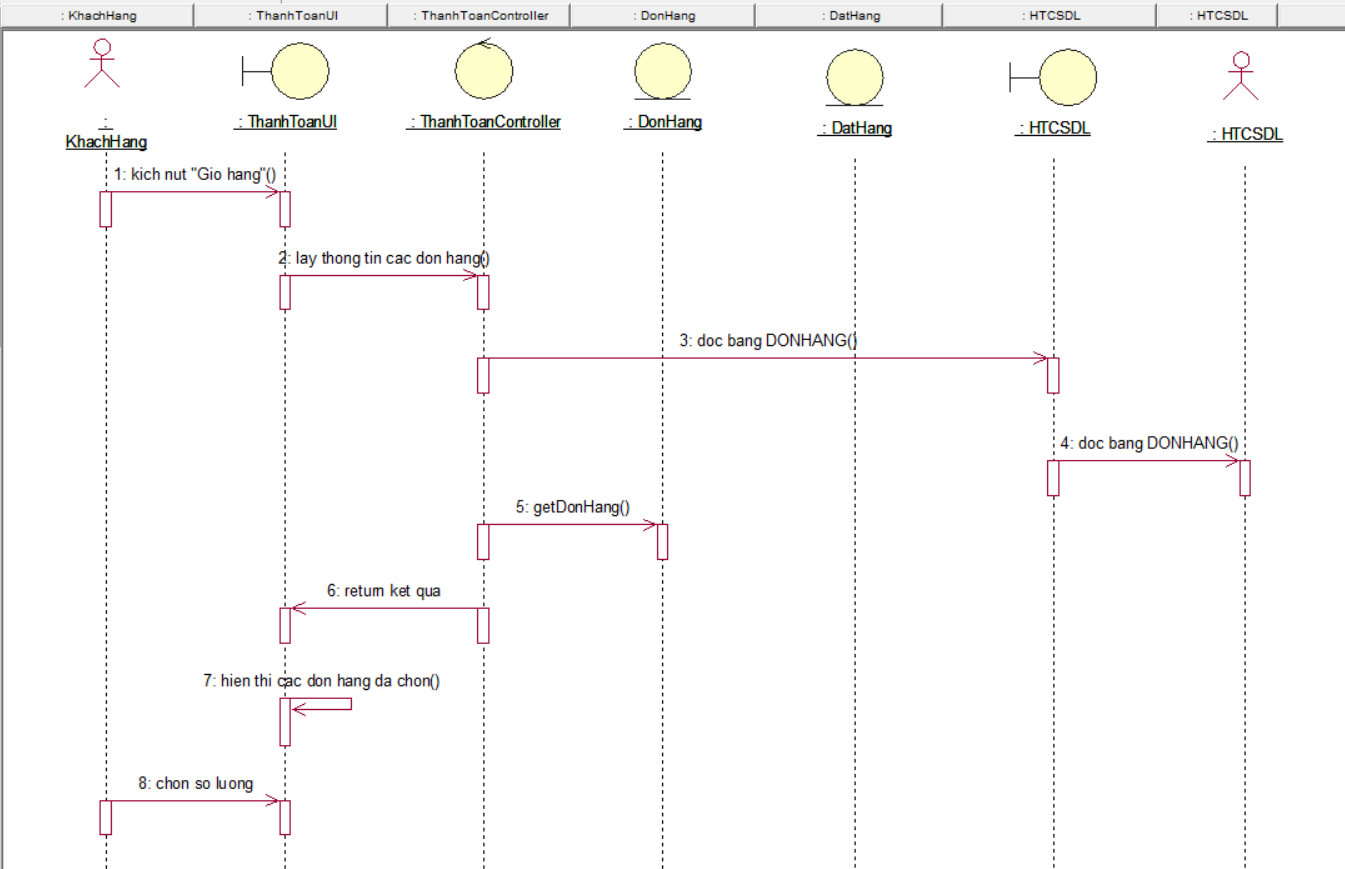 : KhachHang
: ThanhToanUI
: ThanhToanController
: DonHang
: DatHang
: HTCSDL
: HTCSDL
:
KhachHang
: ThanhToanUI
: ThanhToanController
: DonHang
: DatHang
: HTCSDL
: HTCSDL
1: kich nut "Gio hang"()
2: lay thong tin cac don hang()
3: doc bang DONHANG()
4: doc bang DONHANG()
5: getDonHang()
6: return ket qua
7: hien thi cac don hang da chon()
8: chon so luong